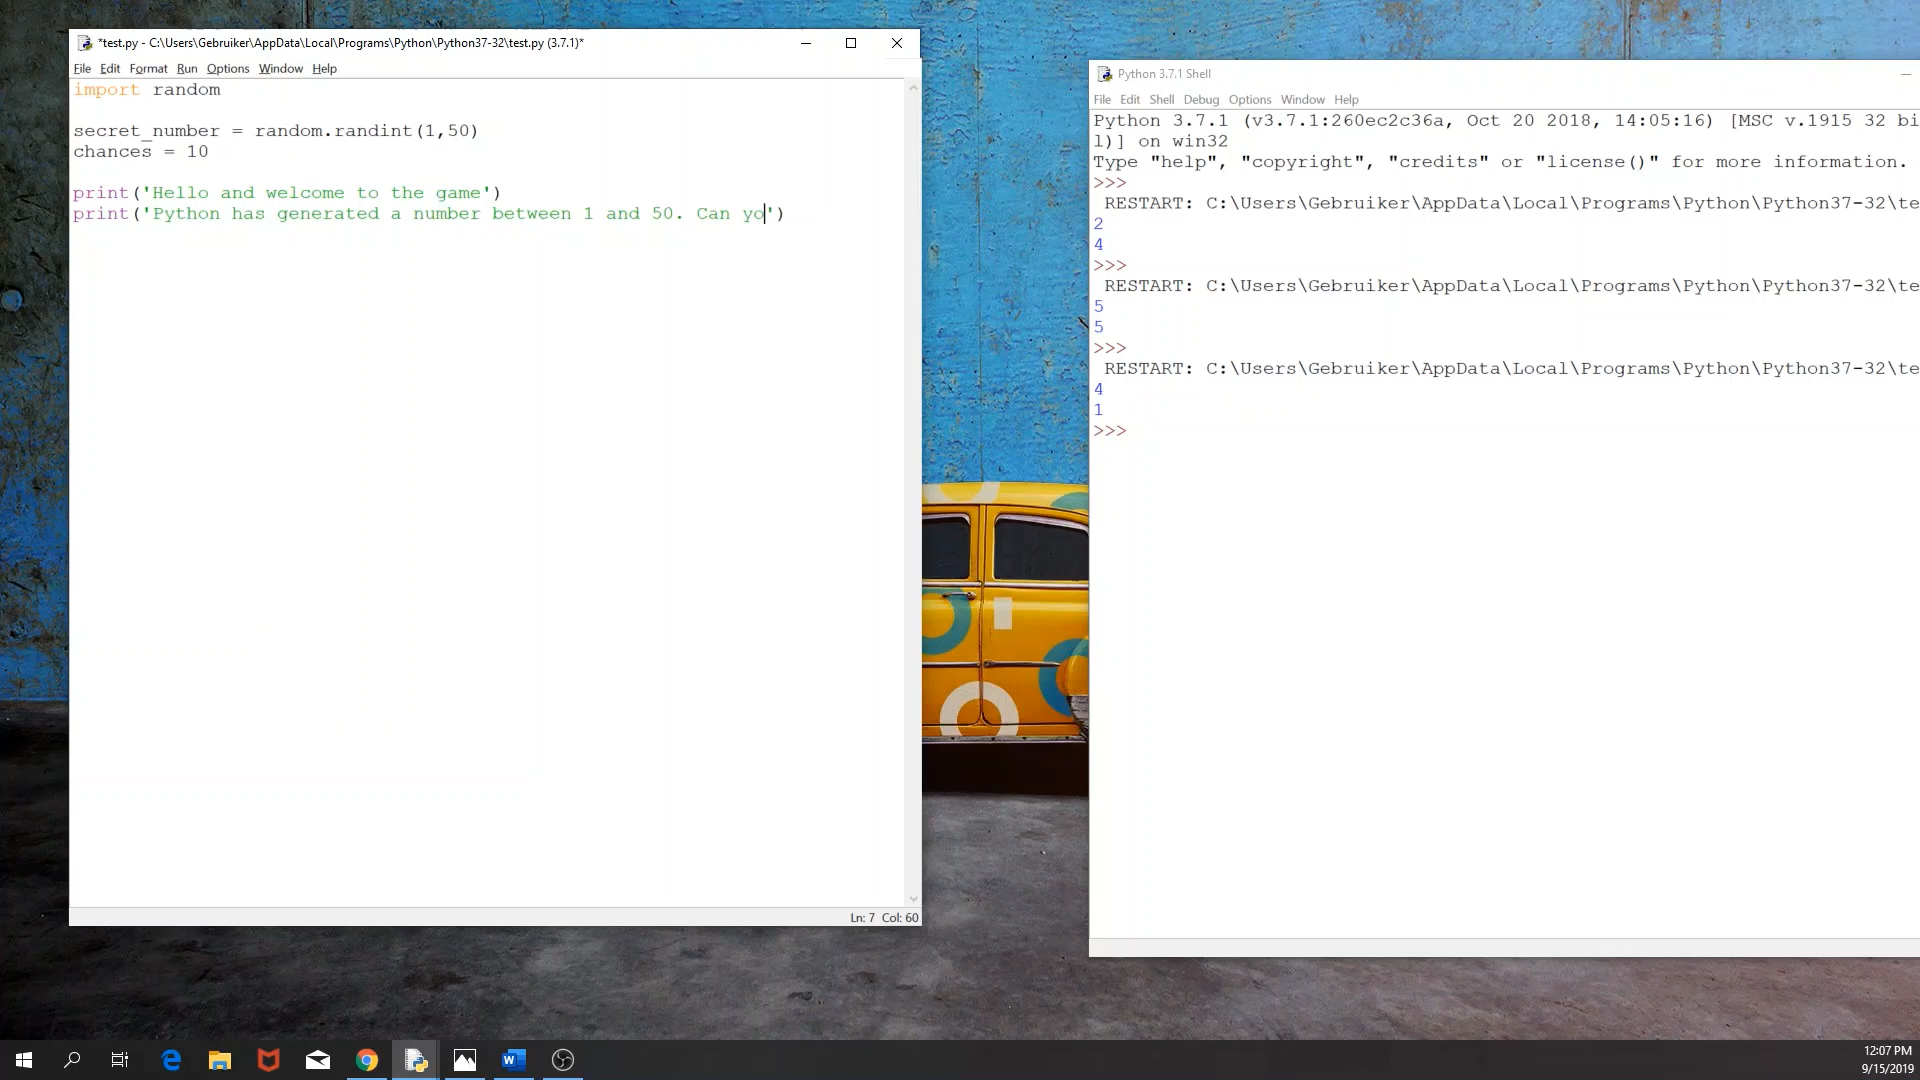 *test.py - C:\Users\Gebruiker\AppData\Local\Programs\Python\Python37-32\test.py (3.7.1)*
File Edit Format Run Options Window Help
import random
secret_number = random.randint(1,50)
chances = 10
print('Hello and welcome to the game')
print('Python has generated a number between 1 and 50. Can yo')
Ln: 7 Col: 60
Python 3.7.1 Shell
File Edit Shell Debug Options Window Help
Python 3.7.1 (v3.7.1:260ec2c36a, Oct 20 2018, 14:05:16) [MSC v.1915 32 bi
l)] on win32
Type "help", "copyright", "credits" or "license()" for more information.
>>>
RESTART: C:\Users\Gebruiker\AppData\Local\Programs\Python\Python37-32\te
2
4
>>>
RESTART: C:\Users\Gebruiker\AppData\Local\Programs\Python\Python37-32\te
5
5
>>>
RESTART: C:\Users\Gebruiker\AppData\Local\Programs\Python\Python37-32\te
4
1
>>>
12:07 PM
9/15/2019